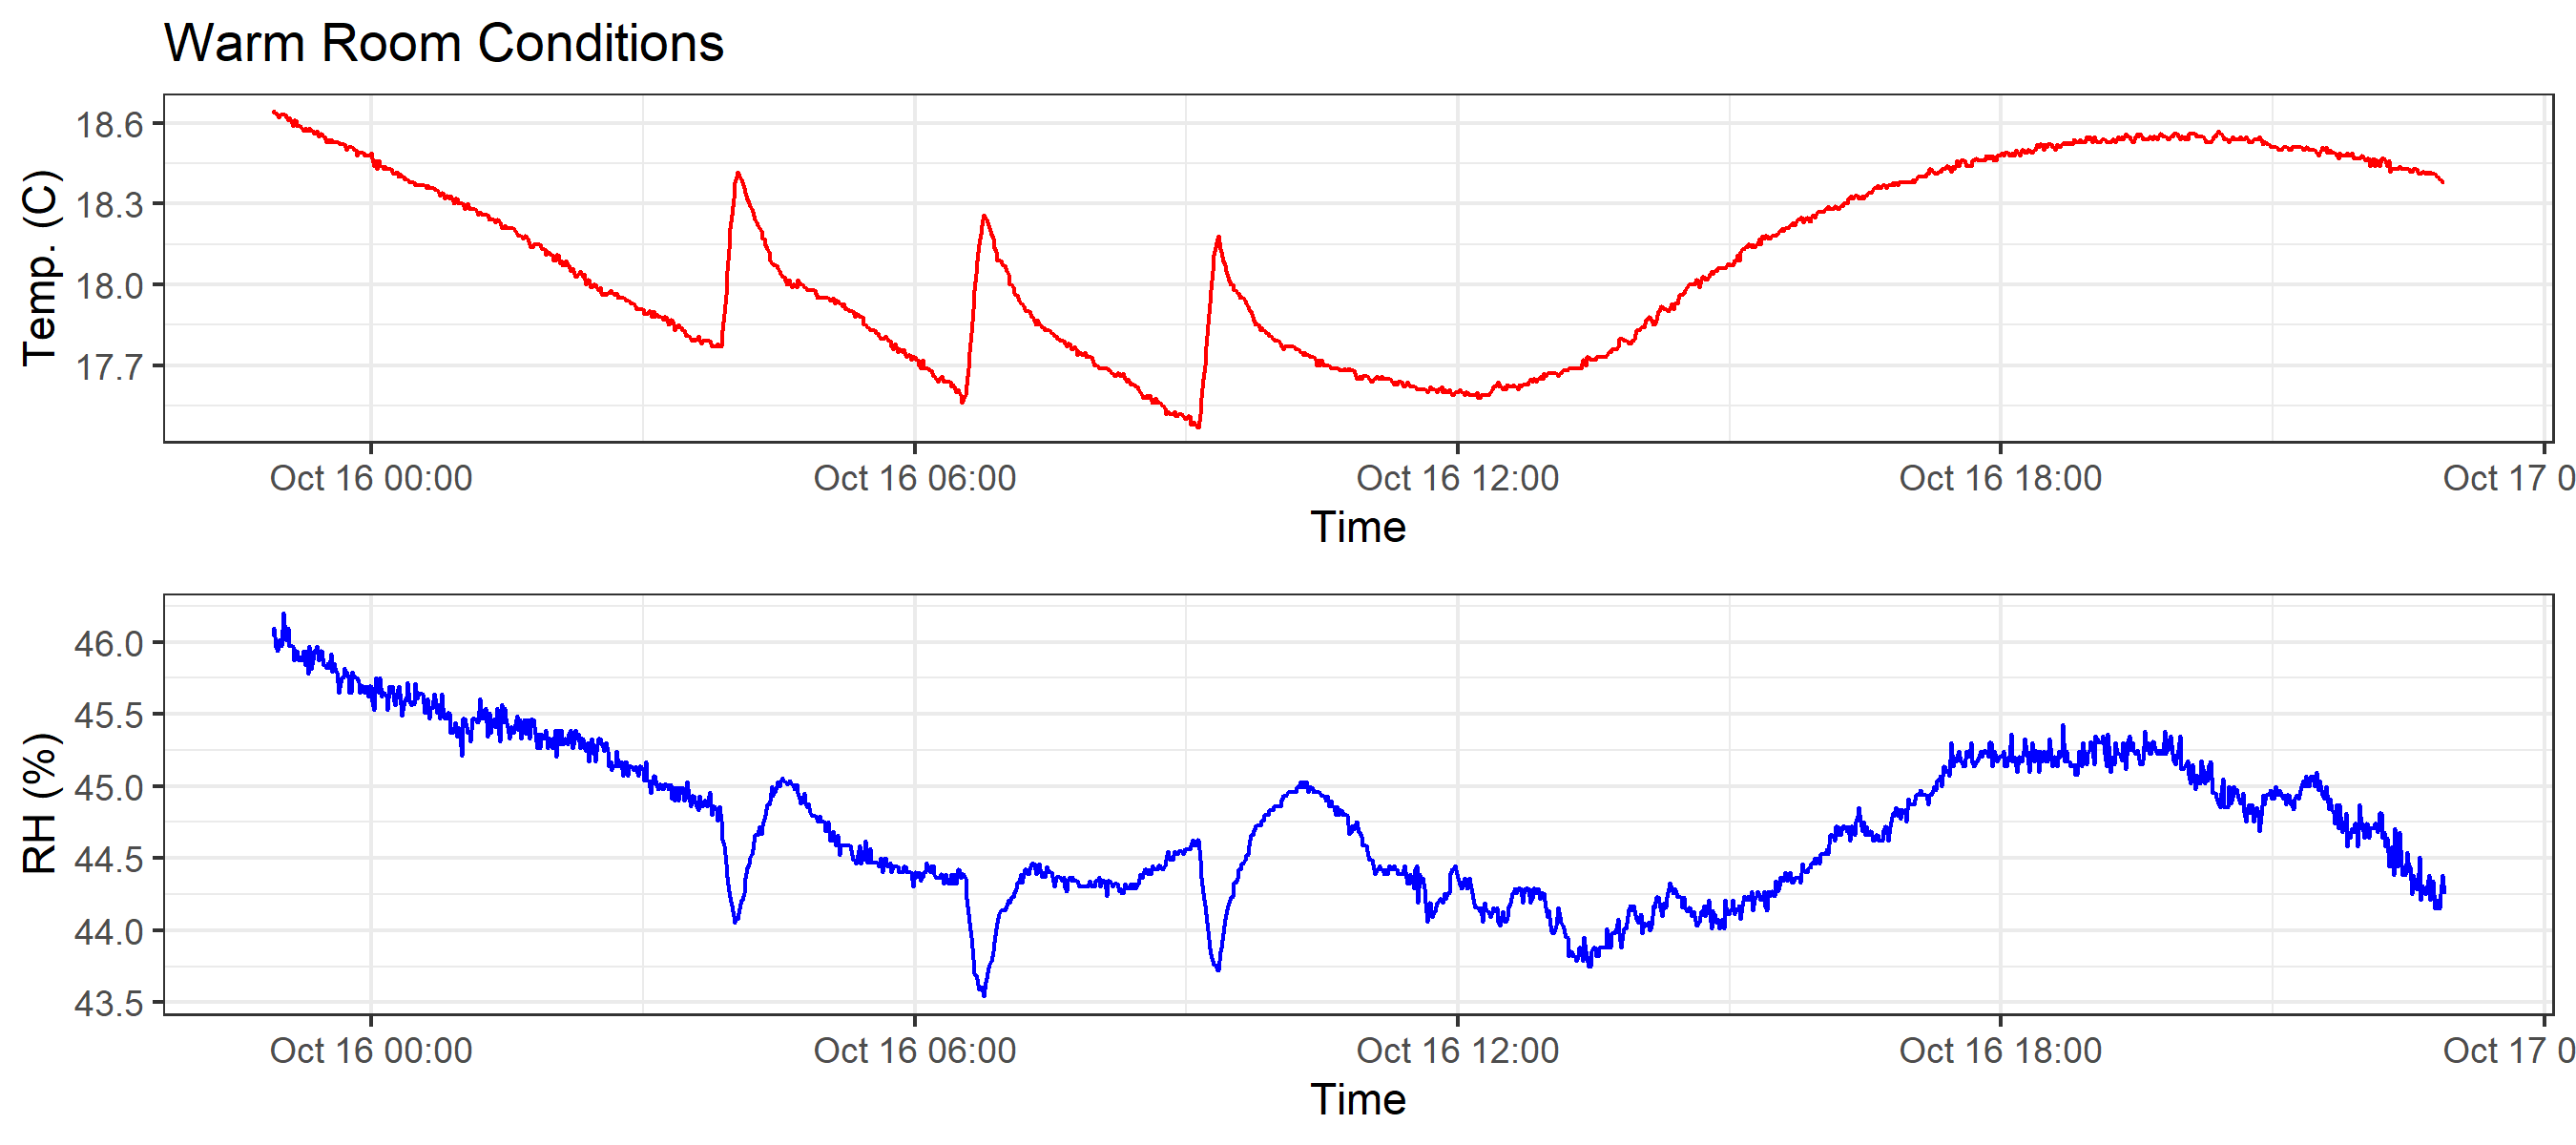 Warm Room Conditions
Temp. (C)
18.6
18.3
18.0
17.7
Oct 16 00:00 Oct 16 06:00 Oct 16 12:00 Oct 16 18:00 Oct 17 0
Time
RH (%)
46.0
45.5
45.0
44.5
44.0
43.5
Oct 16 00:00 Oct 16 06:00 Oct 16 12:00 Oct 16 18:00 Oct 17 0
Time